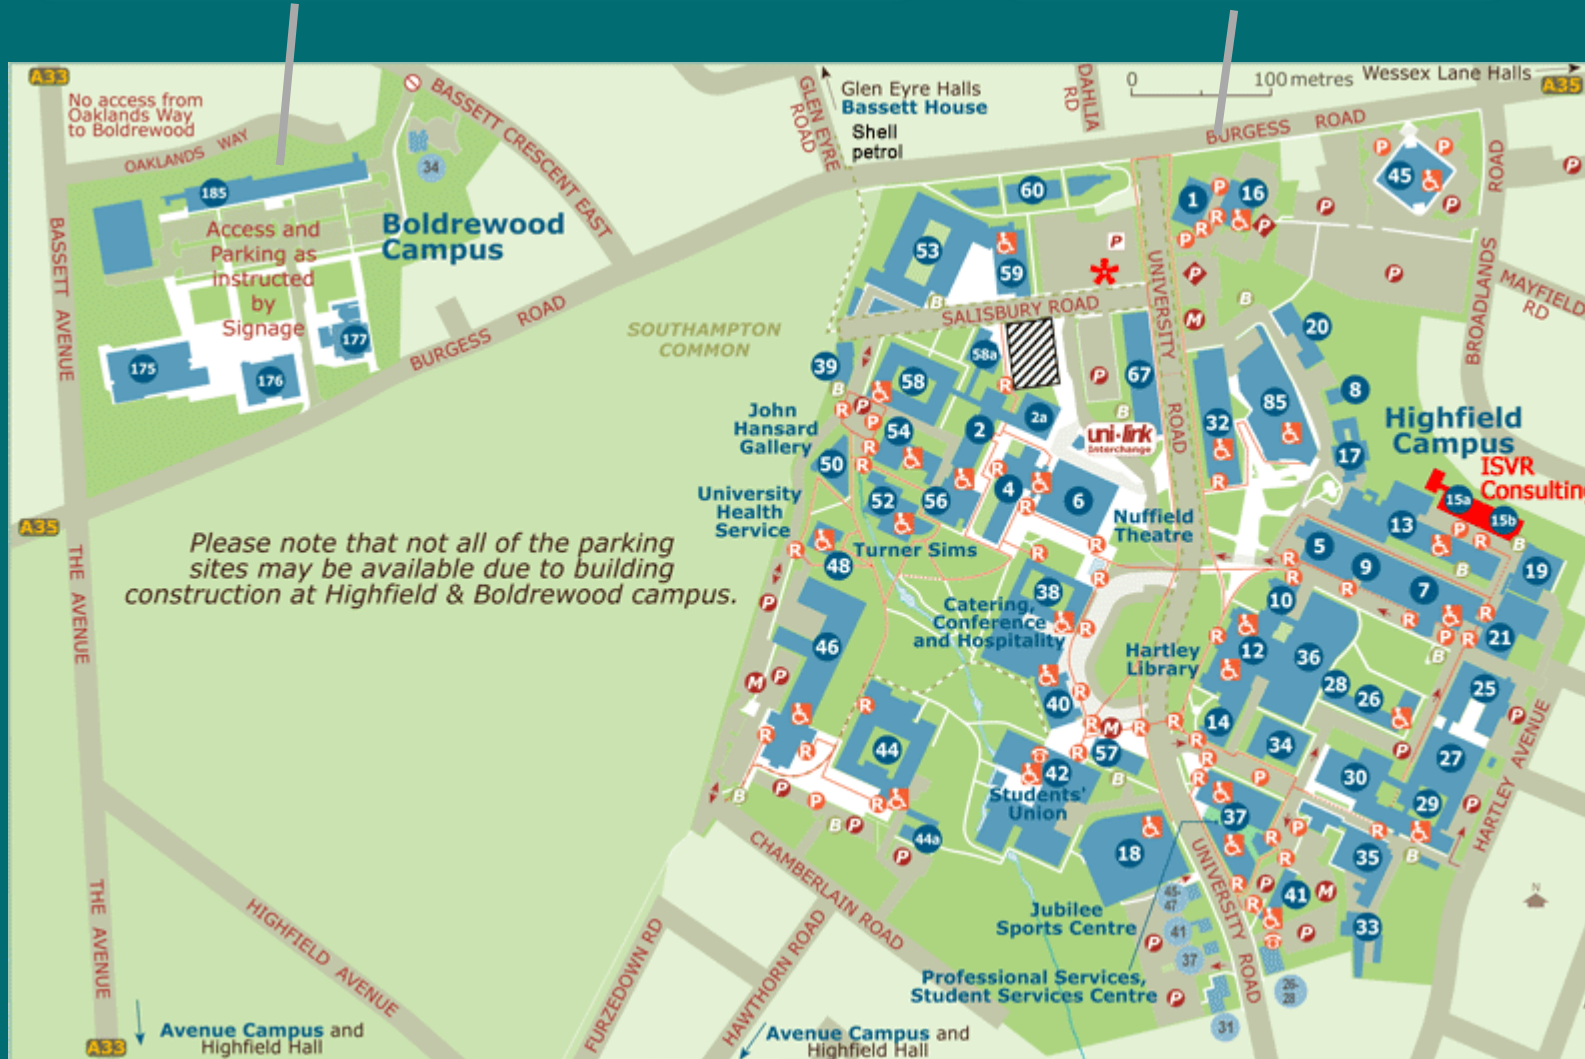 A33
No access from
Oaklands Way
to Boldrewood
OAKLANDS WAY
BASSETT CRESCENT EAST
34
185
Boldrewood
Campus
Access and
Parking as
instructed
by
Signage
BASSETT AVENUE
175
176
177
BURGESS ROAD
A35
THE AVENUE
Please note that not all of the parking
sites may be available due to building
construction at Highfield & Boldrewood campus.
SOUTHAMPTON
COMMON
GLEN EYRE
ROAD
Glen Eyre Halls
Bassett House
Shell
petrol
DAHLIA
RD
0 100 metres
Wessex Lane Halls
A35
BURGESS ROAD
BROADLANDS ROAD
MAYFIELD
RD
60
53
59
1
16
45
P
SALISBURY ROAD
UNIVERSITY ROAD
M
B
20
39
58
58a
67
32
85
8
17
2a
2
54
John
Hansard
Gallery
50
52
56
4
6
uni-link
Interchange
Highfield
Campus
ISVR
Consulting
15a
15b
13
University
Health
Service
48
Turner Sims
Nuffield
Theatre
5
9
7
19
21
10
12
36
28
26
25
27
38
Catering,
Conference
and Hospitality
Hartley
Library
46
40
14
34
30
29
44
42
57
Students'
Union
37
35
44a
18
41
33
HARTLEY AVENUE
CHAMBERLAIN ROAD
Jubilee
Sports Centre
45-
47
41
37
31
26-
28
UNIVERSITY ROAD
Professional Services,
Student Services Centre
N
THE AVENUE
HIGHFIELD AVENUE
FURZEDOWN RD
HAWTHORN ROAD
A33
Avenue Campus and
Highfield Hall
Avenue Campus and
Highfield Hall